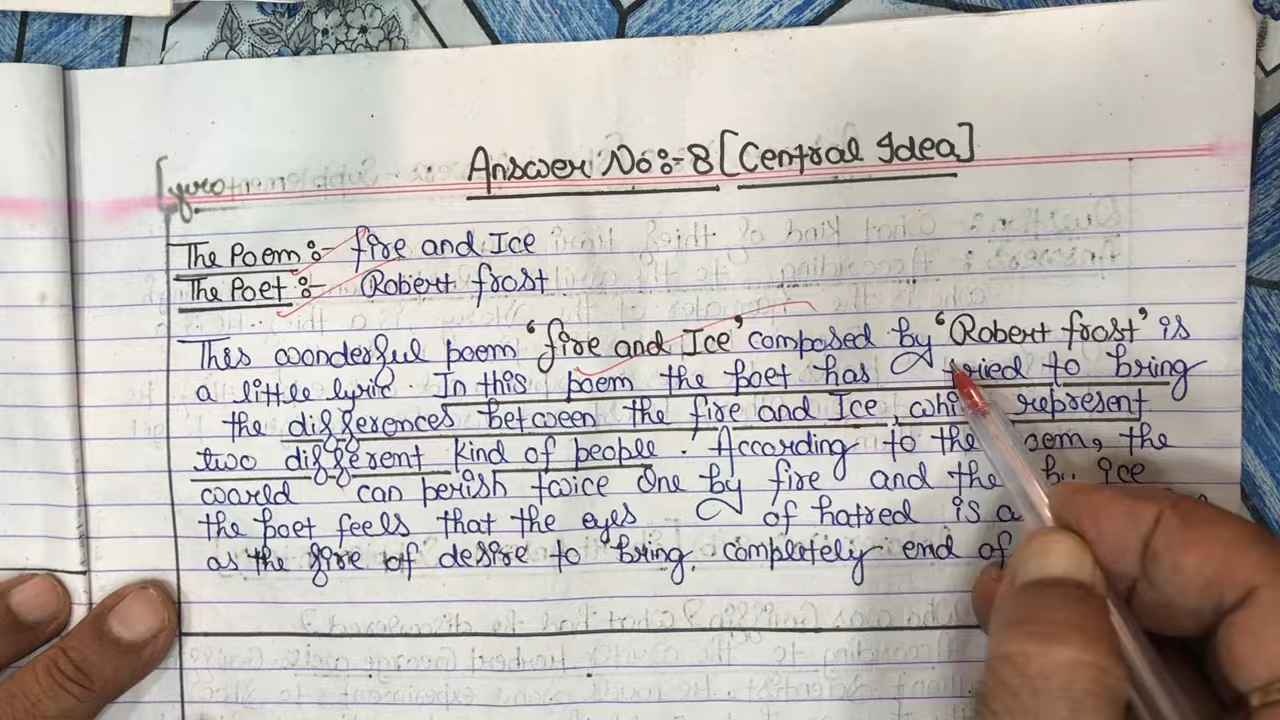 Answer No:-8 [Central Idea]
The Poem:- fire and Ice
The Poet:- Robert frost
This wonderful poem 'fire and Ice' composed by "Robert frost" is
a little lyric. In this poem the poet has tried to bring
the differences between the fire and Ice, represent
two different kind of people. According to the the
world can perish twice One by fire and the ice
the poet feels that the eyes of hatred is
as the fire of desire to bring completely end of